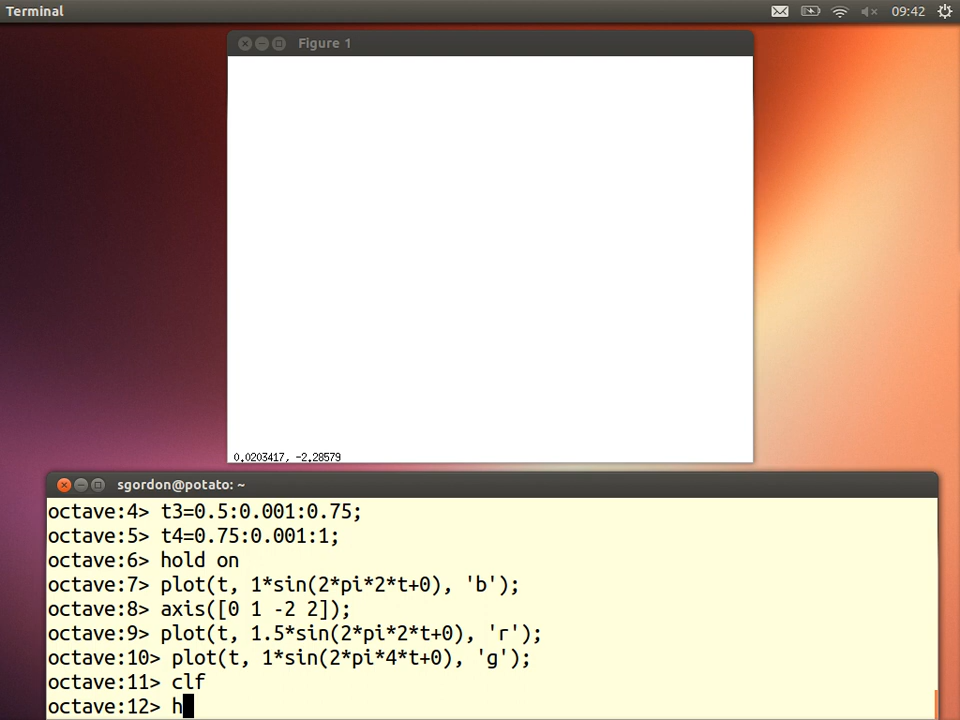 Terminal
09:42
Figure 1
0.0203417, -2.28579
sgordon@potato: ~
octave:4> t3=0.5:0.001:0.75;
octave:5> t4=0.75:0.001:1;
octave:6> hold on
octave:7> plot(t, 1*sin(2*pi*2*t+0), 'b');
octave:8> axis([0 1 -2 2]);
octave:9> plot(t, 1.5*sin(2*pi*2*t+0), 'r');
octave:10> plot(t, 1*sin(2*pi*4*t+0), 'g');
octave:11> clf
octave:12> h